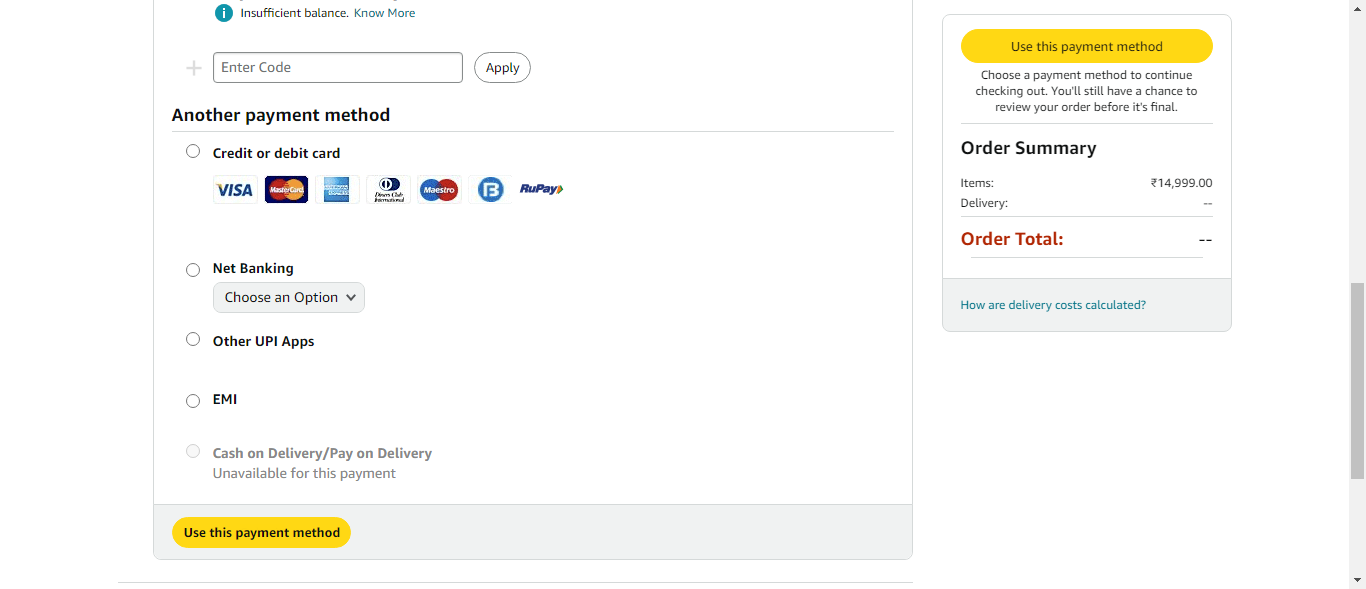 Insufficient balance. Know More
Enter Code
Apply
Another payment method
Credit or debit card
VISA
MasterCard
AMERICAN EXPRESS
Diners Club International
Maestro
B
RuPay
Net Banking
Choose an Option
Other UPI Apps
EMI
Cash on Delivery/Pay on Delivery
Unavailable for this payment
Use this payment method
Use this payment method
Choose a payment method to continue
checking out. You'll still have a chance to
review your order before it's final.
Order Summary
Items: ₹14,999.00
Delivery: --
Order Total: --
How are delivery costs calculated?